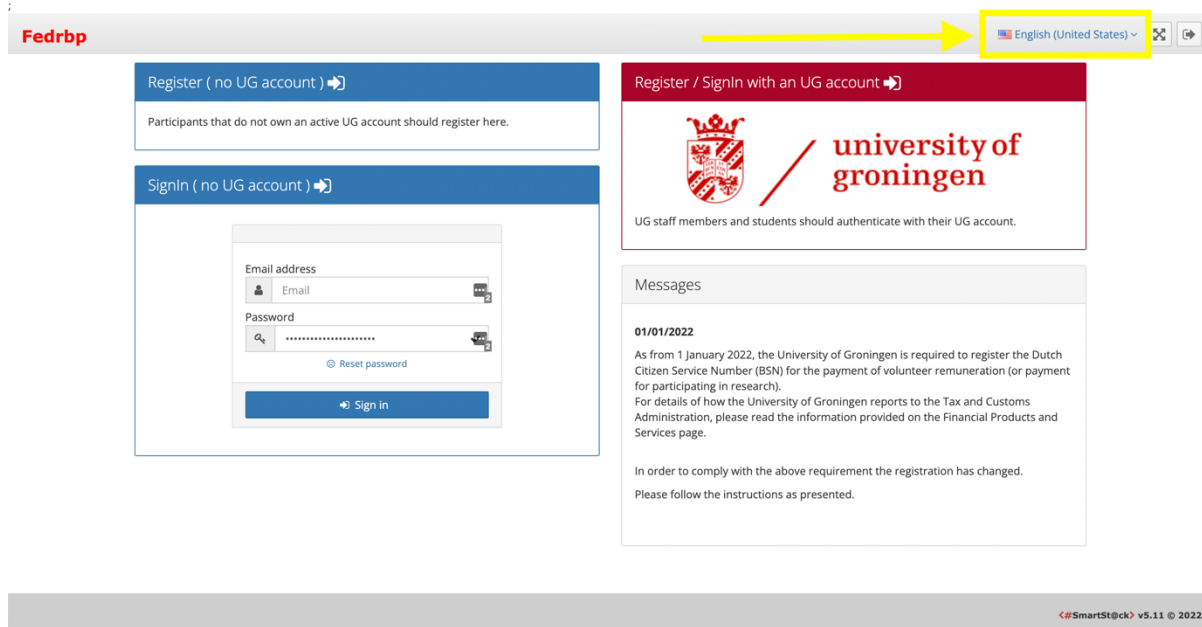 ;
Fedrbp
English (United States)
Register ( no UG account )
Participants that do not own an active UG account should register here.
SignIn ( no UG account )
Email address
Email
2
Password
••••••••••••••••••••••
2
Reset password
Sign in
Register / SignIn with an UG account
university of
groningen
UG staff members and students should authenticate with their UG account.
Messages
01/01/2022
As from 1 January 2022, the University of Groningen is required to register the Dutch
Citizen Service Number (BSN) for the payment of volunteer remuneration (or payment
for participating in research).
For details of how the University of Groningen reports to the Tax and Customs
Administration, please read the information provided on the Financial Products and
Services page.
In order to comply with the above requirement the registration has changed.
Please follow the instructions as presented.
<#SmartSt@ck> v5.11 © 2022